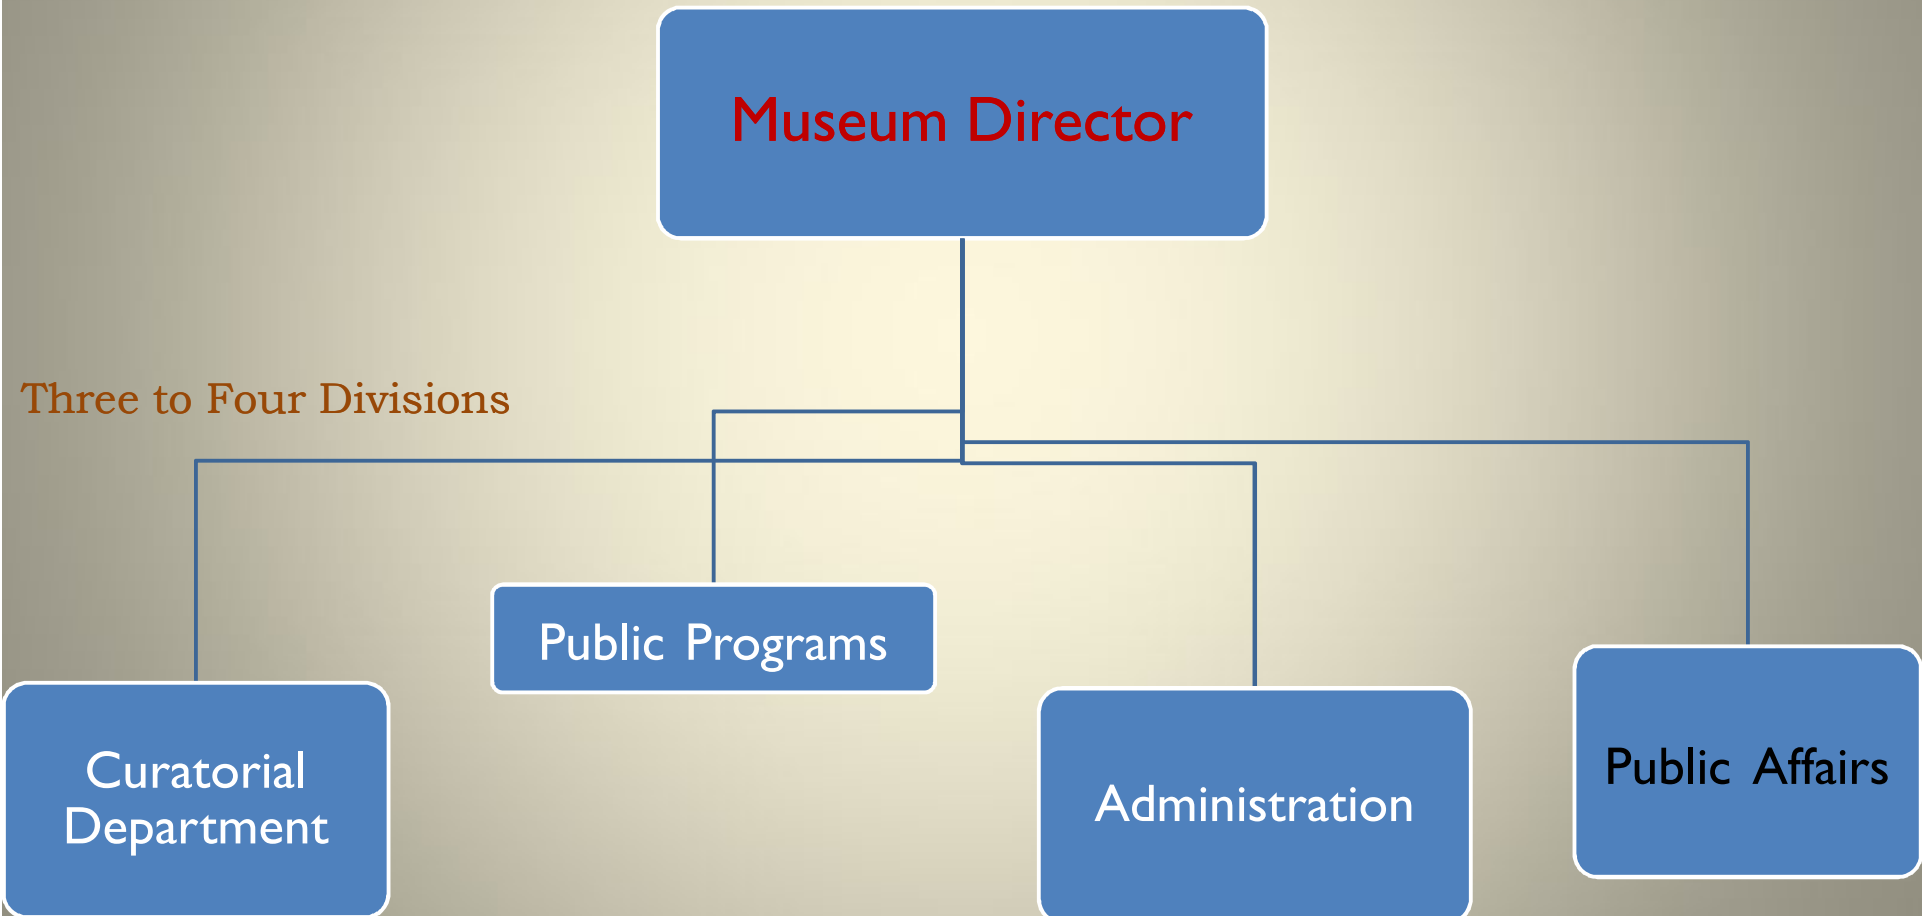 Museum Director
Three to Four Divisions
Public Programs
Curatorial
Department
Administration
Public Affairs